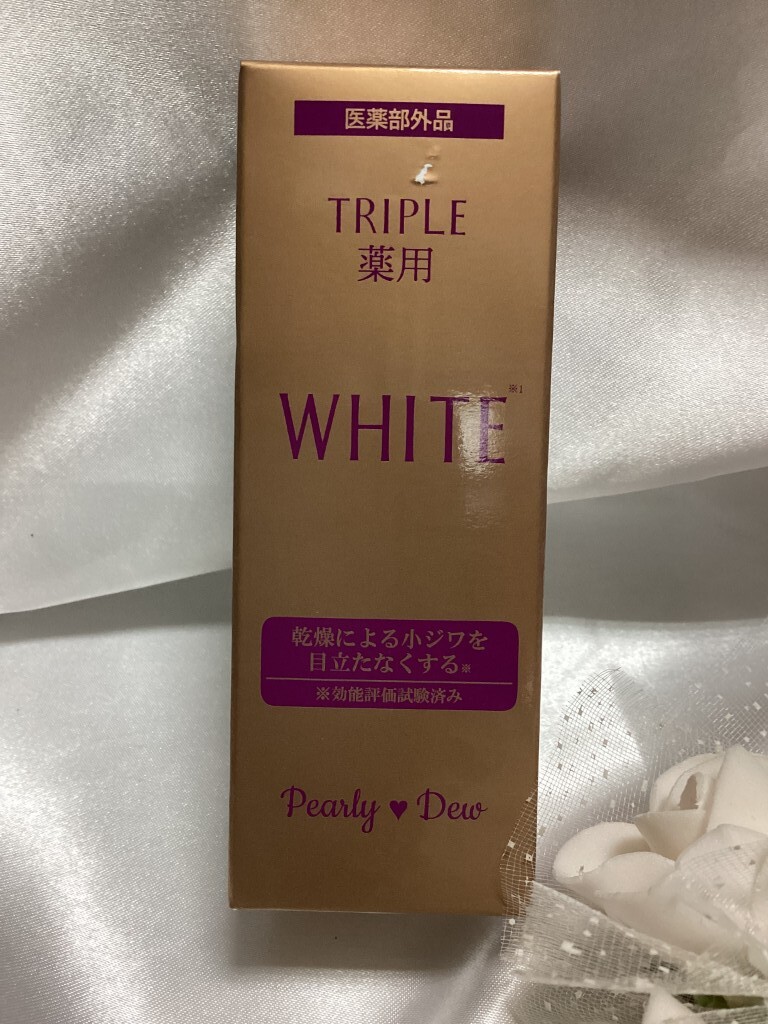 医薬部外品
TRIPLE
薬用
WHITE※1
乾燥による小ジワを
目立たなくする※
※効能評価試験済み
Pearly ♥ Dew